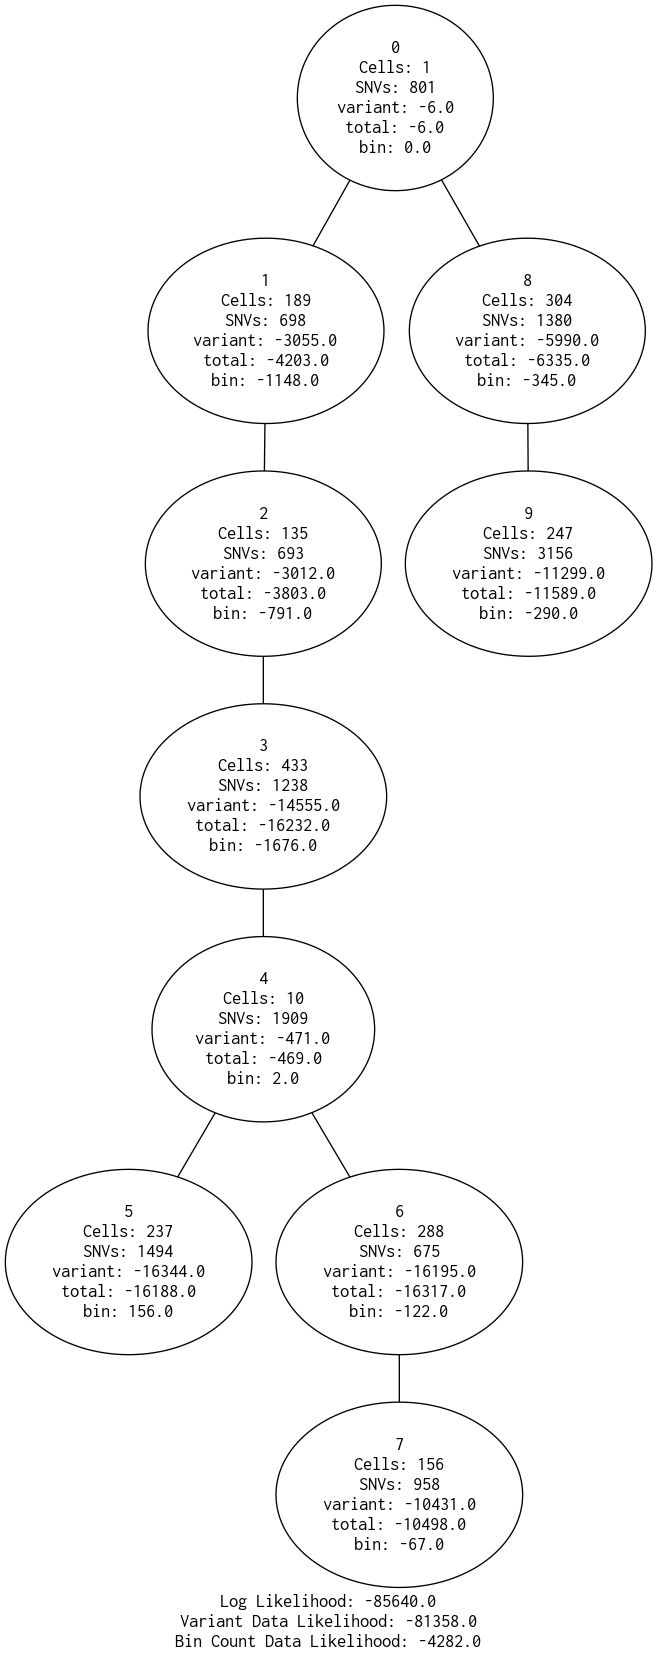 0
Cells: 1
SNVs: 801
variant: -6.0
total: -6.0
bin: 0.0
1
Cells: 189
SNVs: 698
variant: -3055.0
total: -4203.0
bin: -1148.0
8
Cells: 304
SNVs: 1380
variant: -5990.0
total: -6335.0
bin: -345.0
2
Cells: 135
SNVs: 693
variant: -3012.0
total: -3803.0
bin: -791.0
9
Cells: 247
SNVs: 3156
variant: -11299.0
total: -11589.0
bin: -290.0
3
Cells: 433
SNVs: 1238
variant: -14555.0
total: -16232.0
bin: -1676.0
4
Cells: 10
SNVs: 1909
variant: -471.0
total: -469.0
bin: 2.0
5
Cells: 237
SNVs: 1494
variant: -16344.0
total: -16188.0
bin: 156.0
6
Cells: 288
SNVs: 675
variant: -16195.0
total: -16317.0
bin: -122.0
7
Cells: 156
SNVs: 958
variant: -10431.0
total: -10498.0
bin: -67.0
Log Likelihood: -85640.0
Variant Data Likelihood: -81358.0
Bin Count Data Likelihood: -4282.0